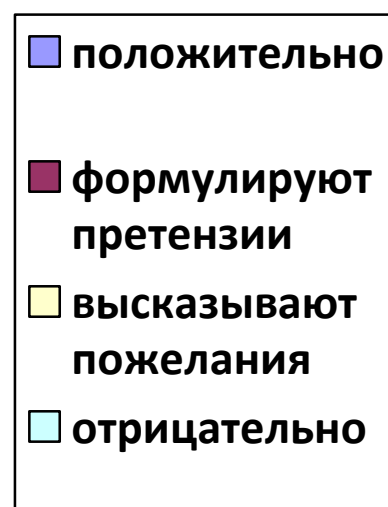 положительно
формулируют
претензии
высказывают
пожелания
отрицательно